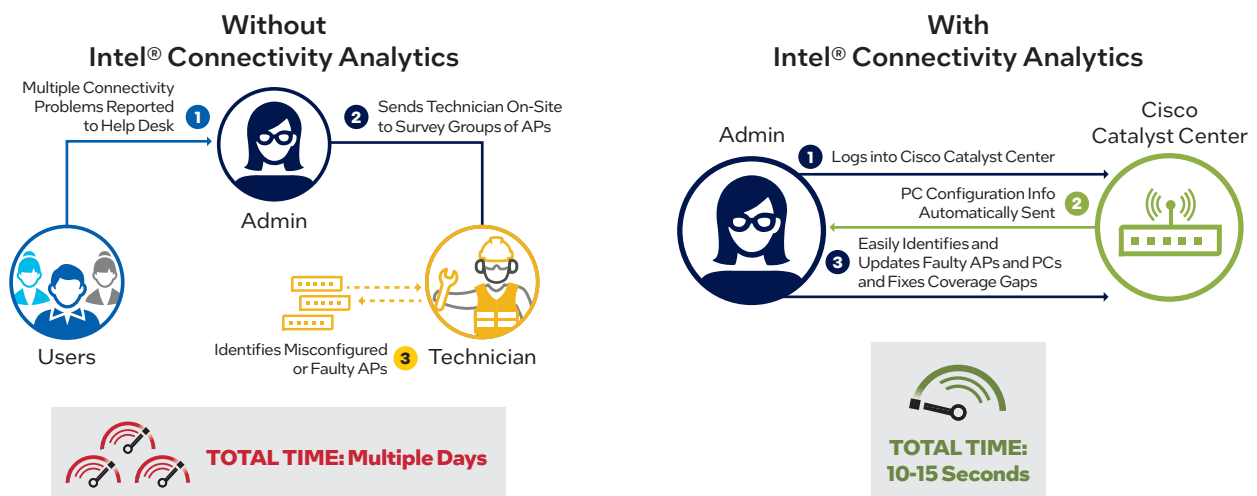 Without
Intel® Connectivity Analytics
Multiple Connectivity
Problems Reported
to Help Desk
1
2
Sends Technician On-Site
to Survey Groups of APs
Admin
Users
Identifies Misconfigured
or Faulty APs
3
Technician
TOTAL TIME: Multiple Days
With
Intel® Connectivity Analytics
Admin
Cisco
Catalyst Center
1
Logs into Cisco Catalyst Center
PC Configuration Info
Automatically Sent
2
3
Easily Identifies and
Updates Faulty APs and PCs
and Fixes Coverage Gaps
TOTAL TIME:
10-15 Seconds